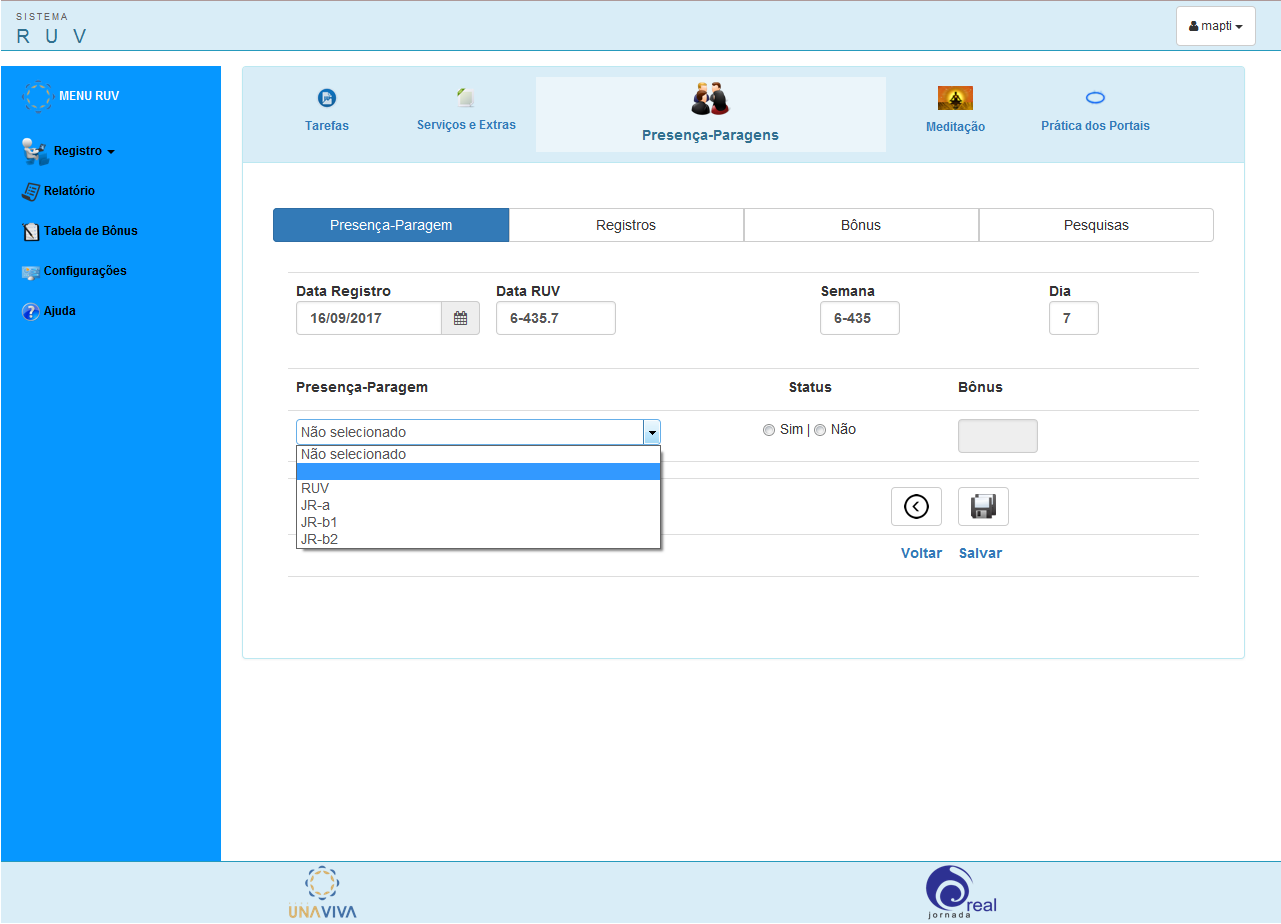 SISTEMA
R U V
mapti
MENU RUV
Registro
Relatório
Tabela de Bônus
Configurações
Ajuda
Tarefas
Serviços e Extras
Presença-Paragens
Meditação
Prática dos Portais
Presença-Paragem
Registros
Bônus
Pesquisas
Data Registro
Data RUV
Semana
Dia
16/09/2017
6-435.7
6-435
7
Presença-Paragem
Status
Bônus
Não selecionado
Sim | Não
Não selecionado
RUV
JR-a
JR-b1
JR-b2
Voltar
Salvar
UNAVIVA
real
jornada